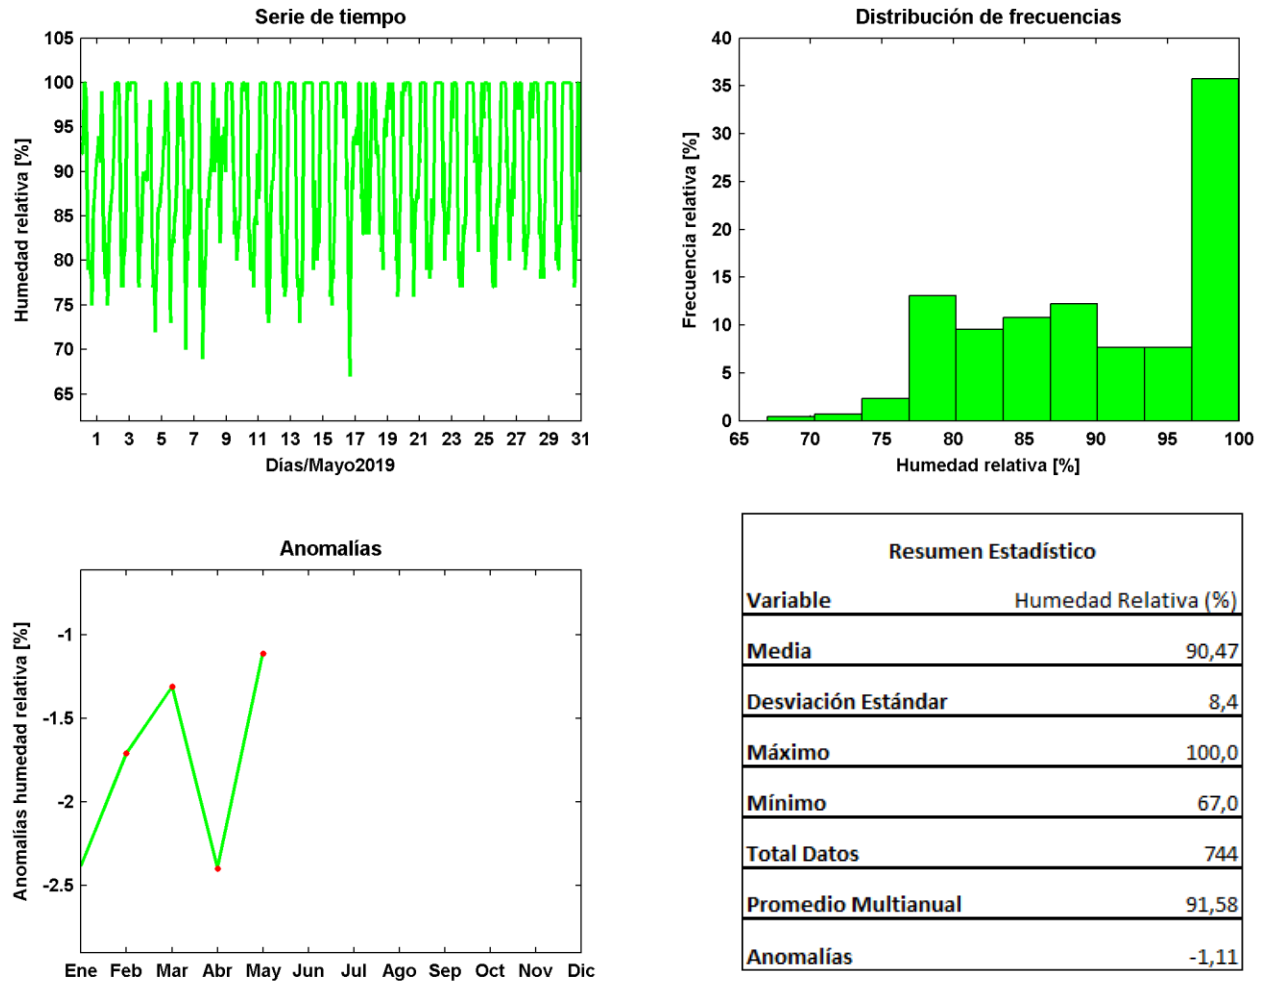 Serie de tiempo
105
100
95
90
85
80
75
70
65
Humedad relativa [%]
1 3 5 7 9 11 13 15 17 19 21 23 25 27 29 31
Días/Mayo2019
Distribución de frecuencias
40
35
30
25
20
15
10
5
0
Frecuencia relativa [%]
65 70 75 80 85 90 95 100
Humedad relativa [%]
Anomalías
-1
-1.5
-2
-2.5
Anomalías humedad relativa [%]
Ene Feb Mar Abr May Jun Jul Ago Sep Oct Nov Dic
Resumen Estadístico
Variable Humedad Relativa (%)
Media 90,47
Desviación Estándar 8,4
Máximo 100,0
Mínimo 67,0
Total Datos 744
Promedio Multianual 91,58
Anomalías -1,11